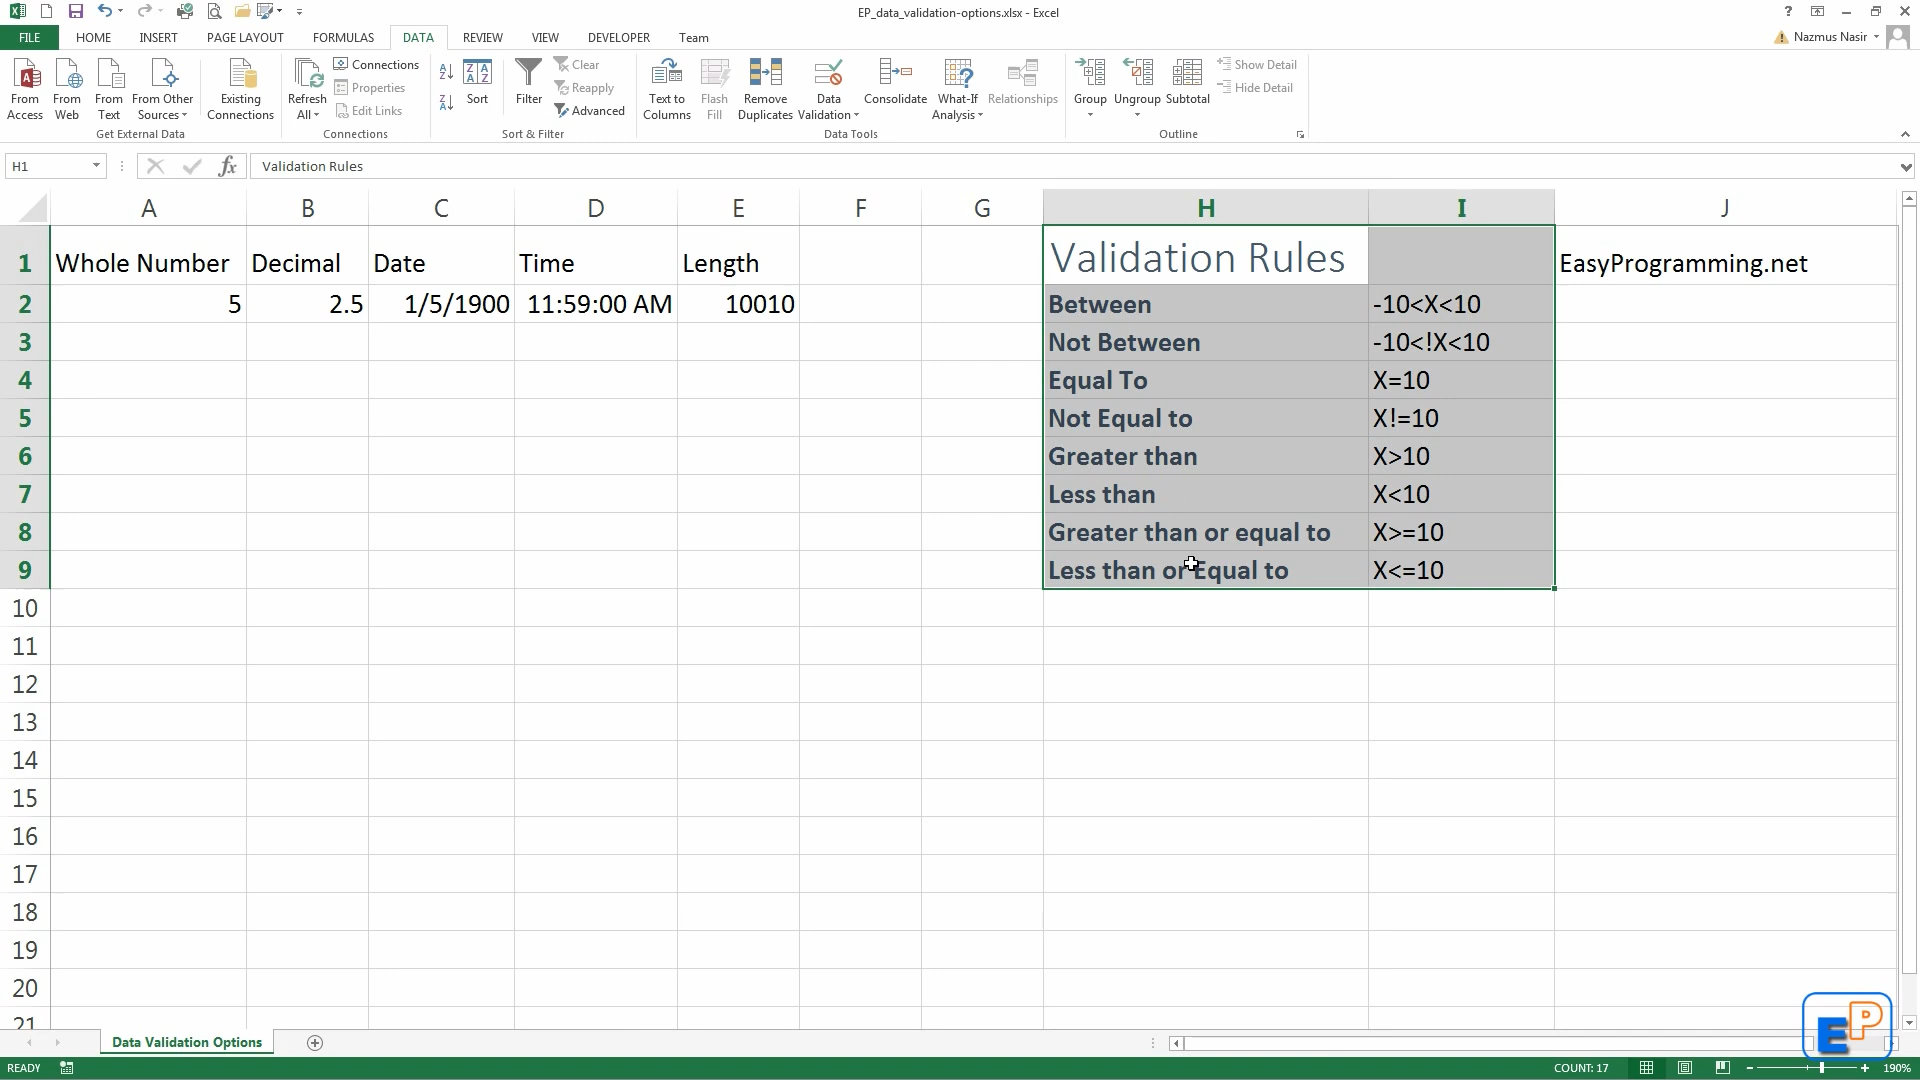 EP_data_validation-options.xlsx - Excel
FILE HOME INSERT PAGE LAYOUT FORMULAS DATA REVIEW VIEW DEVELOPER Team
Nazmus Nasir
From Access
From Web
From Text
From Other Sources
Existing Connections
Get External Data
Refresh All
Connections
Properties
Edit Links
Connections
Sort
Filter
Clear
Reapply
Advanced
Sort & Filter
Text to Columns
Flash Fill
Remove Duplicates
Data Validation
Consolidate
What-If Analysis
Relationships
Data Tools
Group
Ungroup
Subtotal
Show Detail
Hide Detail
Outline
H1 fx Validation Rules
A B C D E F G H I J
1 Whole Number Decimal Date Time Length Validation Rules EasyProgramming.net
2 5 2.5 1/5/1900 11:59:00 AM 10010 Between -10<X<10
3 Not Between -10<!X<10
4 Equal To X=10
5 Not Equal to X!=10
6 Greater than X>10
7 Less than X<10
8 Greater than or equal to X>=10
9 Less than or Equal to X<=10
10
11
12
13
14
15
16
17
18
19
20
21
Data Validation Options
EP
READY COUNT: 17 190%